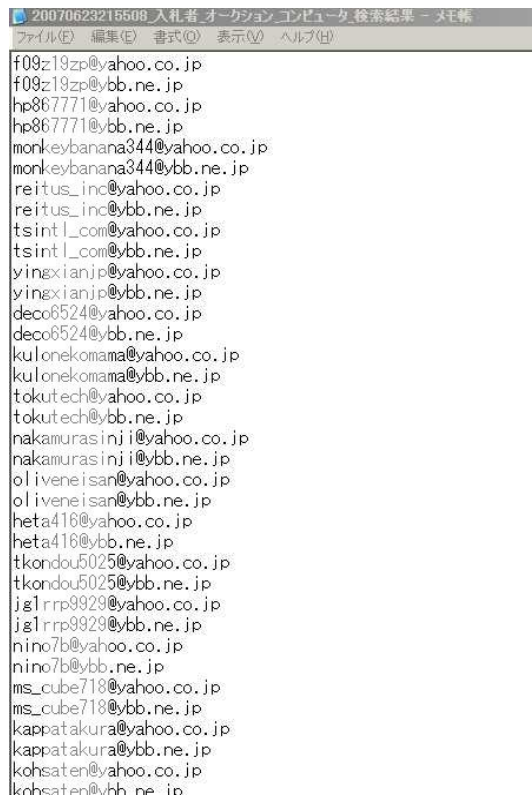 20070623215508_入札者_オークション_コンピュータ_検索結果 - メモ帳
ファイル(F) 編集(E) 書式(O) 表示(V) ヘルプ(H)
f09z19zp@yahoo.co.jp
f09z19zp@ybb.ne.jp
hp867771@yahoo.co.jp
hp867771@ybb.ne.jp
monkeybanana344@yahoo.co.jp
monkeybanana344@ybb.ne.jp
reitus_inc@yahoo.co.jp
reitus_inc@ybb.ne.jp
tsintl_com@yahoo.co.jp
tsintl_com@ybb.ne.jp
yingxianjp@yahoo.co.jp
yingxianjp@ybb.ne.jp
deco6524@yahoo.co.jp
deco6524@ybb.ne.jp
kulonekomama@yahoo.co.jp
kulonekomama@ybb.ne.jp
tokutech@yahoo.co.jp
tokutech@ybb.ne.jp
nakamurasinji@yahoo.co.jp
nakamurasinji@ybb.ne.jp
oliveneisan@yahoo.co.jp
oliveneisan@ybb.ne.jp
heta416@yahoo.co.jp
heta416@ybb.ne.jp
tkondou5025@yahoo.co.jp
tkondou5025@ybb.ne.jp
jg1rrp9929@yahoo.co.jp
jg1rrp9929@ybb.ne.jp
nino7b@yahoo.co.jp
nino7b@ybb.ne.jp
ms_cube718@yahoo.co.jp
ms_cube718@ybb.ne.jp
kappatakura@yahoo.co.jp
kappatakura@ybb.ne.jp
kohsaten@yahoo.co.jp
kohsaten@ybb.ne.jp